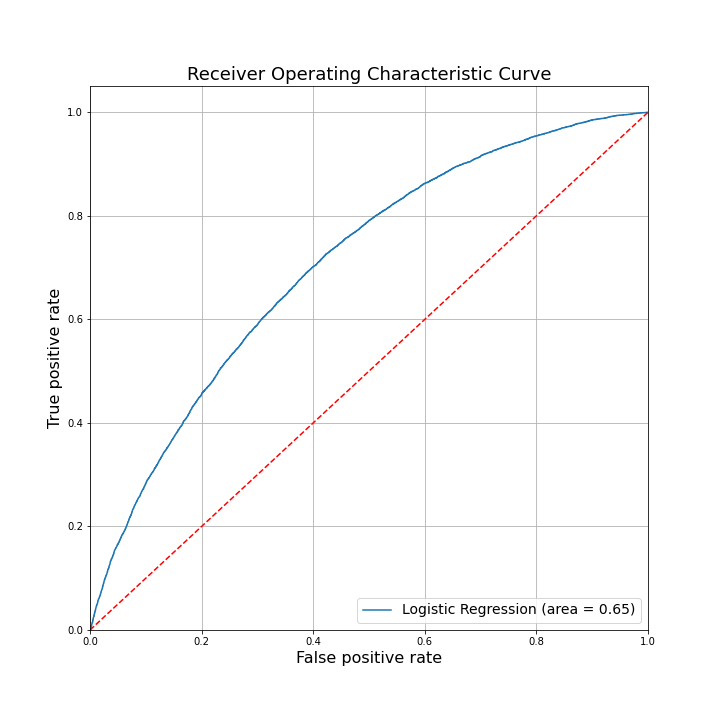 Receiver Operating Characteristic Curve
True positive rate
1.0
0.8
0.6
0.4
0.2
0.0
Logistic Regression (area = 0.65)
0.0 0.2 0.4 0.6 0.8 1.0
False positive rate